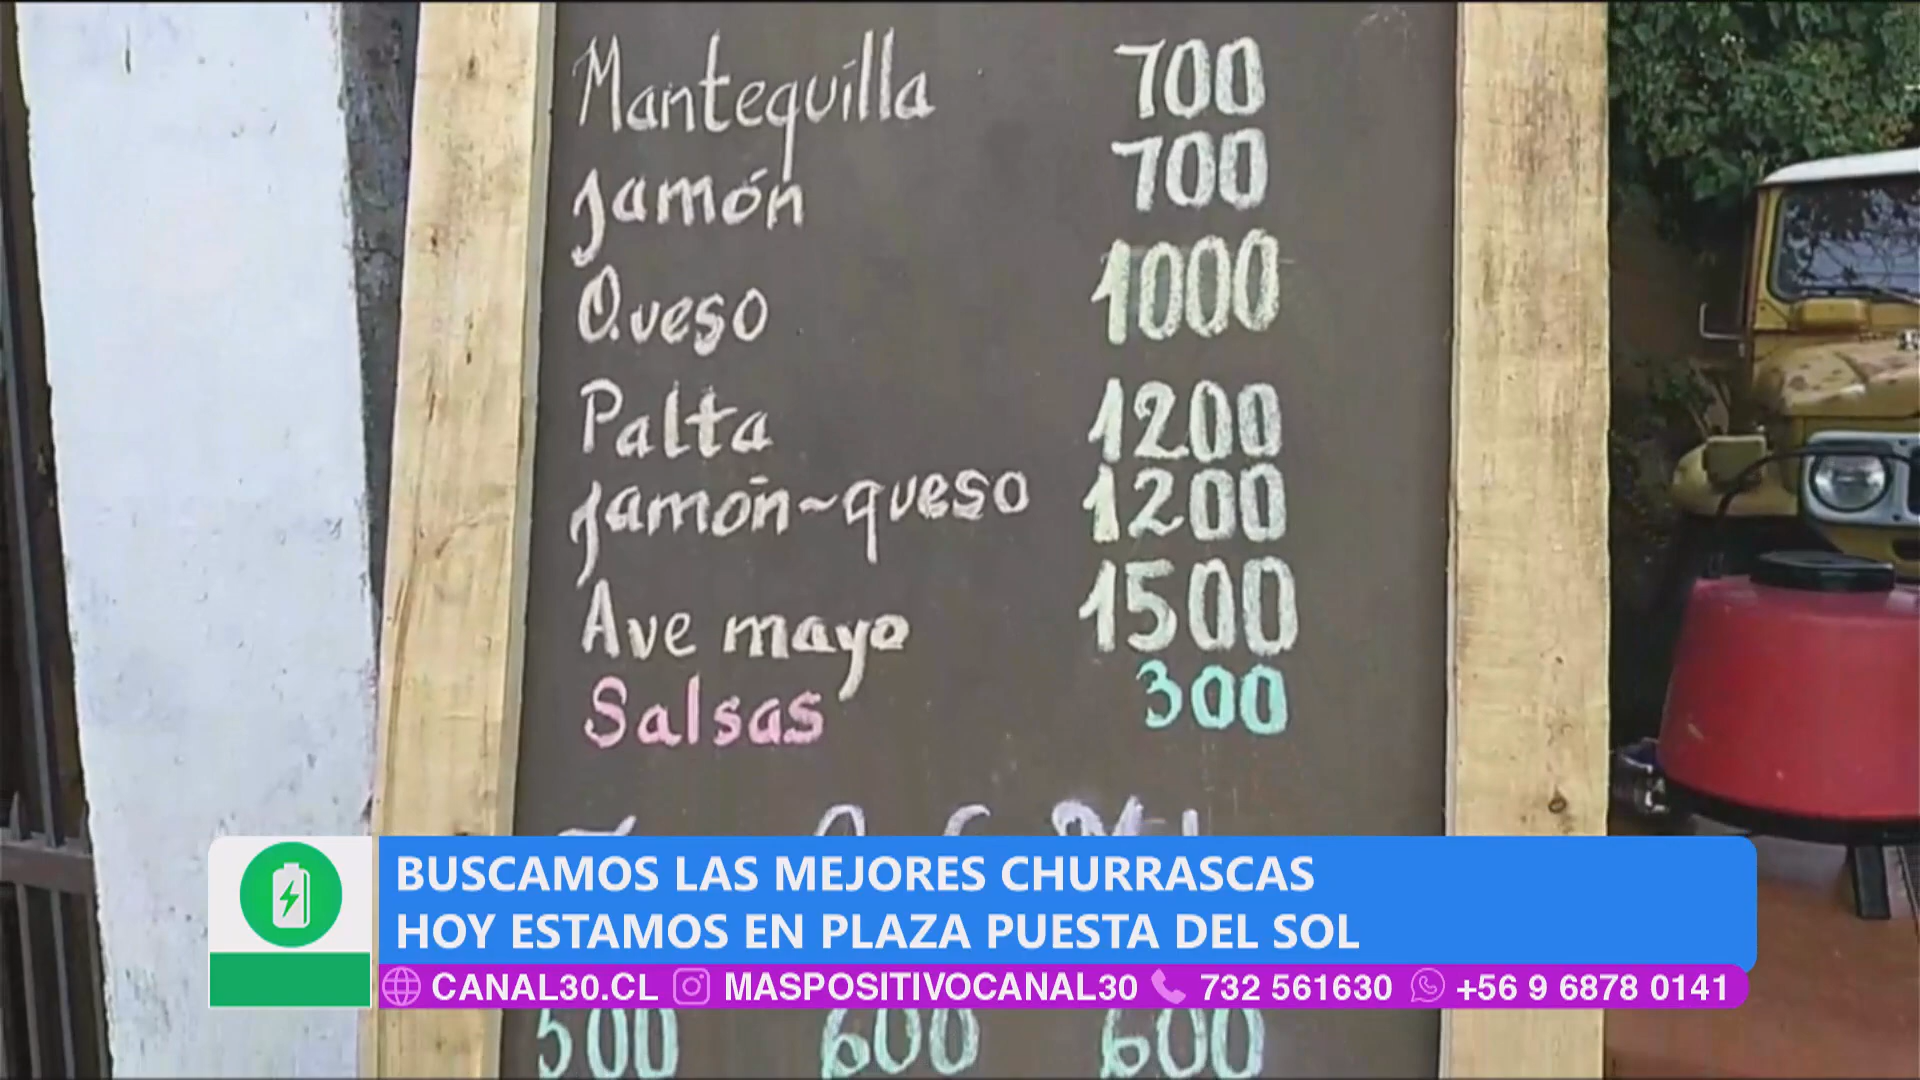 Mantequilla 700
Jamón 700
Queso 1000
Palta 1200
Jamón-queso 1200
Ave mayo 1500
Salsas 300
BUSCAMOS LAS MEJORES CHURRASCAS
HOY ESTAMOS EN PLAZA PUESTA DEL SOL
CANAL30.CL MASPOSITIVOCANAL30 732 561630 +56 9 6878 0141
500 600 600